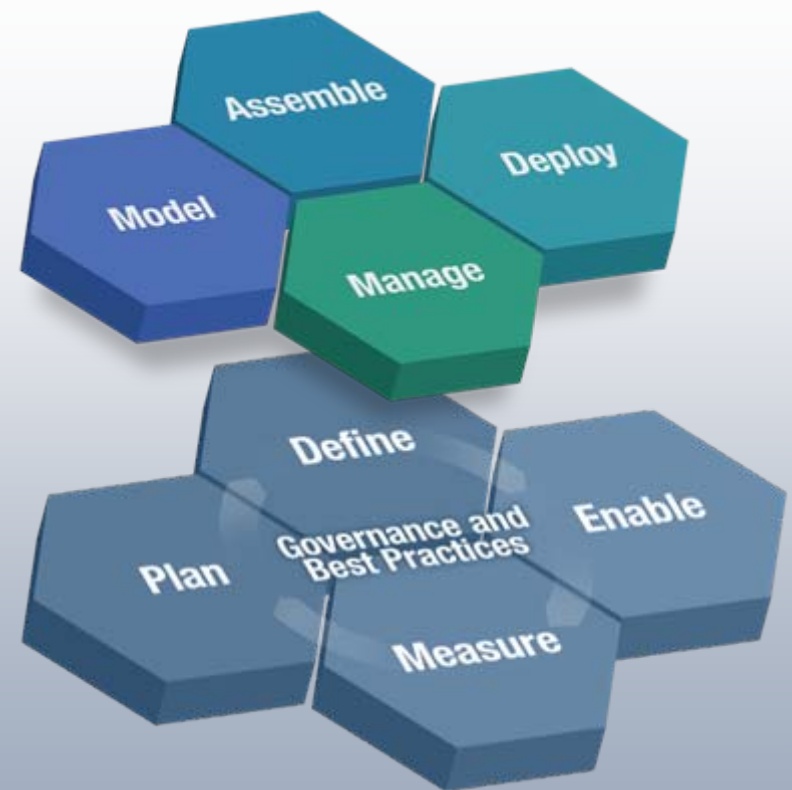 Assemble
Deploy
Model
Manage
Define
Enable
Governance and
Best Practices
Plan
Measure